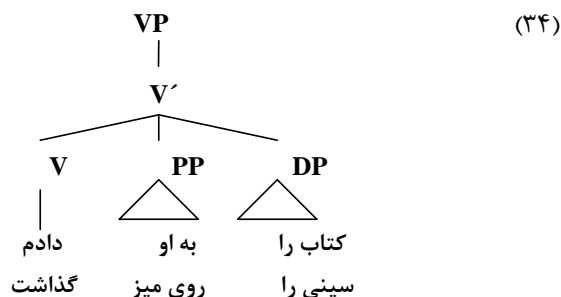 (۳۴)
VP
V´
DP PP V
کتاب را به او دادم
سینی را روی میز گذاشت